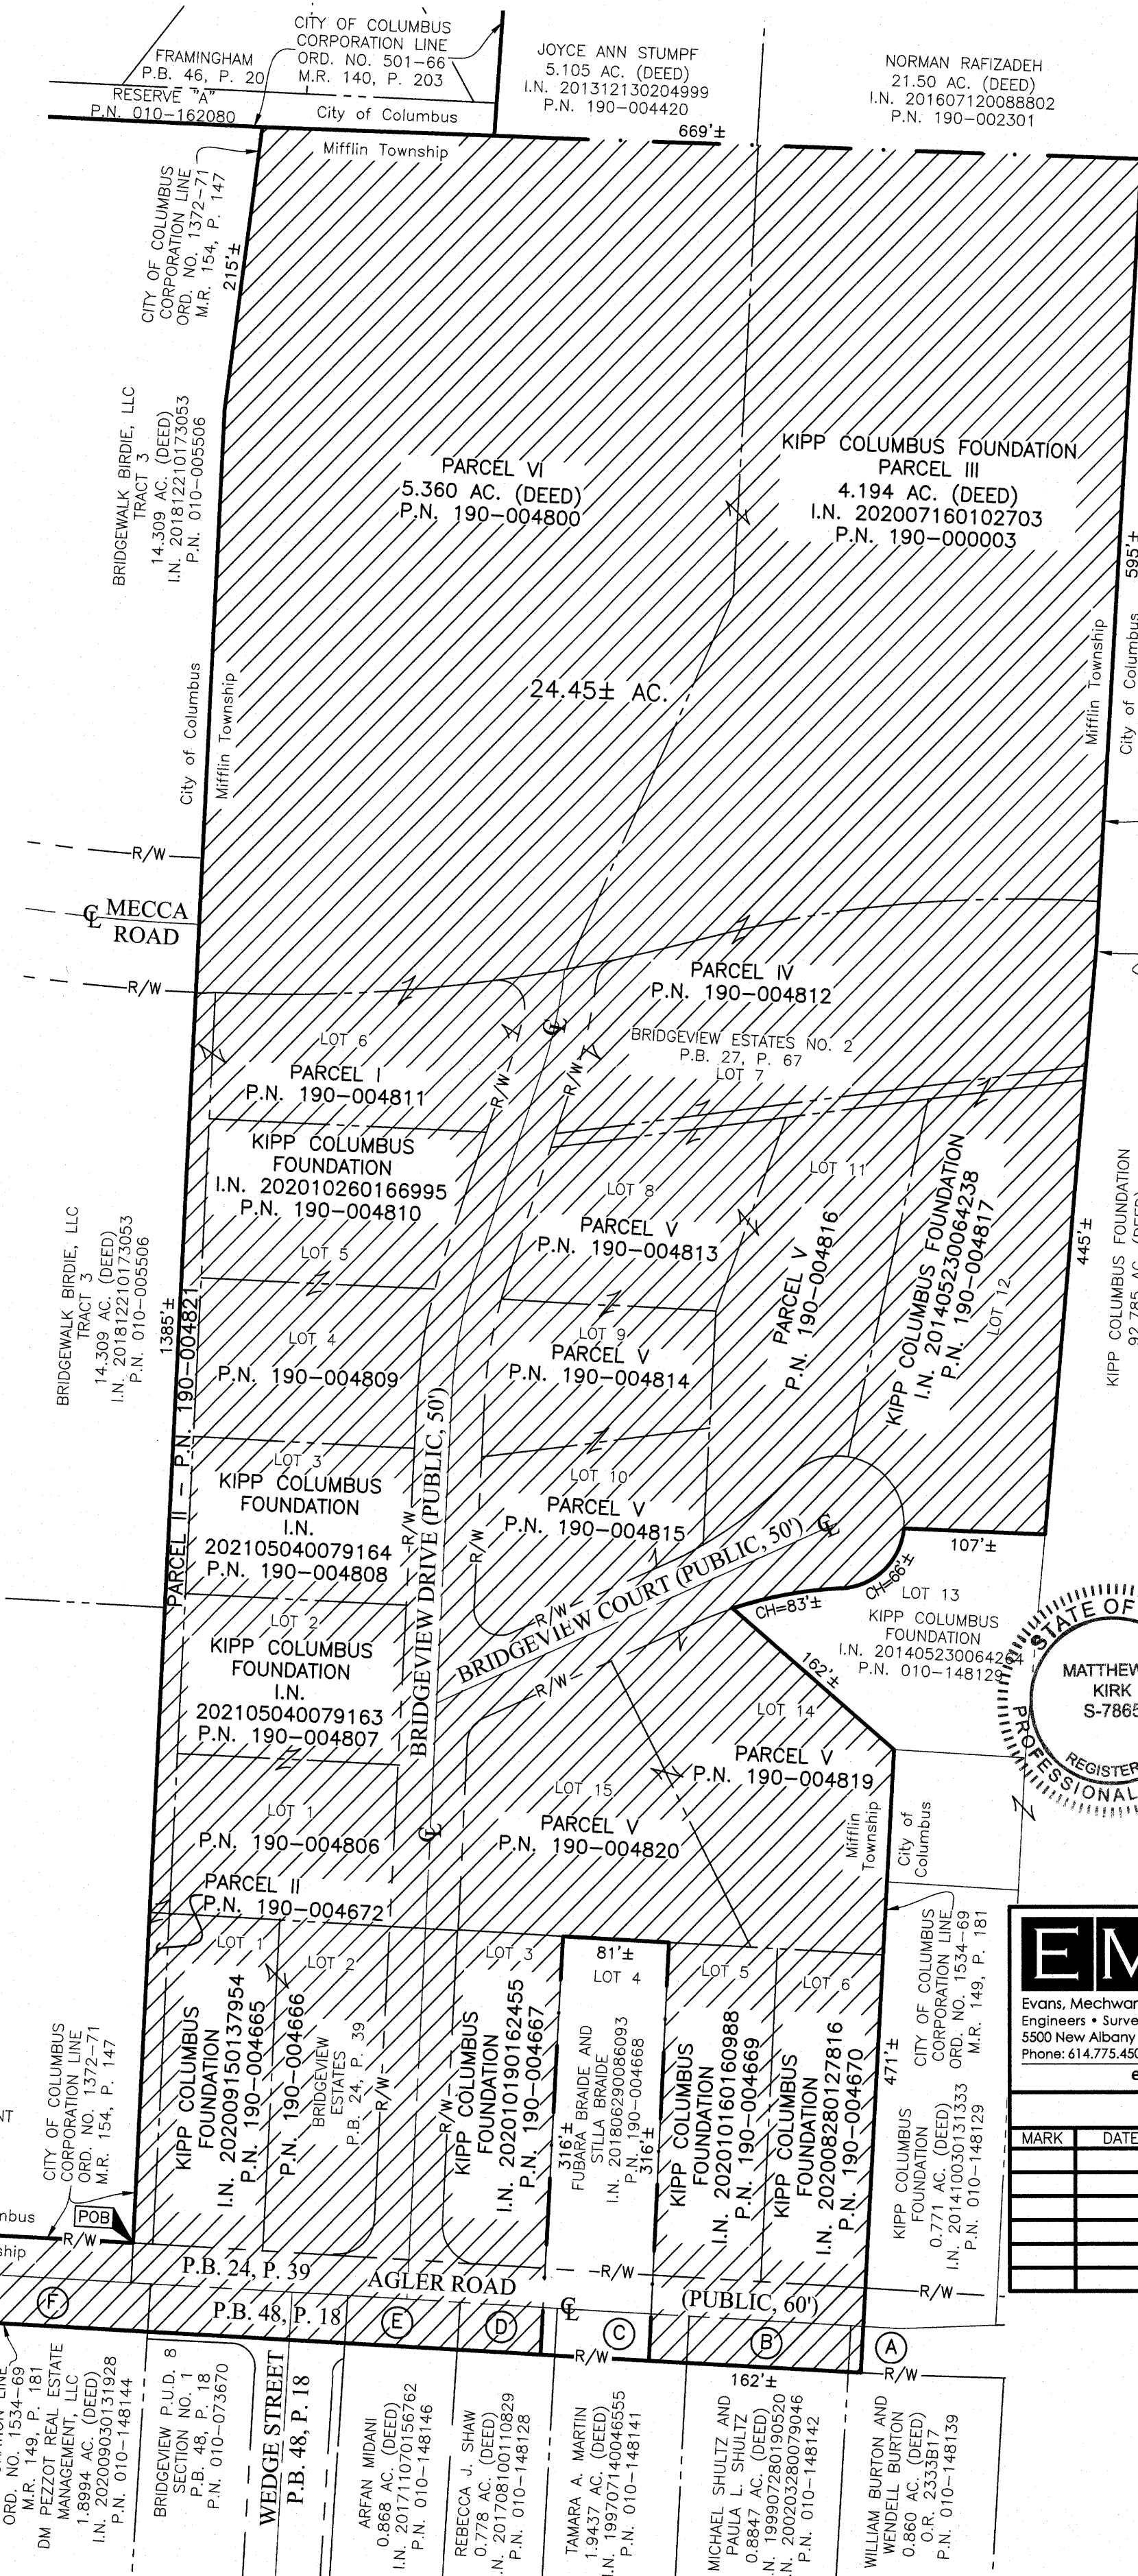 FRAMINGHAM
P.B. 46, P. 20
RESERVE "A"
P.N. 010-162080
CITY OF COLUMBUS
CORPORATION LINE
ORD. NO. 501-66
M.R. 140, P. 203
City of Columbus
Mifflin Township
JOYCE ANN STUMPF
5.105 AC. (DEED)
I.N. 201312130204999
P.N. 190-004420
669'±
NORMAN RAFIZADEH
21.50 AC. (DEED)
I.N. 201607120088802
P.N. 190-002301
CITY OF COLUMBUS
CORPORATION LINE
ORD. NO. 1372-71
M.R. 154, P. 147
215'±
BRIDGEWALK BIRDIE, LLC
TRACT 3
14.309 AC. (DEED)
I.N. 201812210173053
P.N. 010-005506
PARCEL VI
5.360 AC. (DEED)
P.N. 190-004800
KIPP COLUMBUS FOUNDATION
PARCEL III
4.194 AC. (DEED)
I.N. 202007160102703
P.N. 190-000003
595'±
Mifflin Township
City of Columbus
24.45± AC.
City of Columbus
Mifflin Township
R/W
℄ MECCA
ROAD
R/W
PARCEL IV
P.N. 190-004812
BRIDGEVIEW ESTATES NO. 2
P.B. 27, P. 67
LOT 7
LOT 6
PARCEL I
P.N. 190-004811
℄
R/W
R/W
KIPP COLUMBUS
FOUNDATION
I.N. 202010260166995
P.N. 190-004810
LOT 5
LOT 8
PARCEL V
P.N. 190-004813
LOT 11
PARCEL V
P.N. 190-004816
KIPP COLUMBUS FOUNDATION
I.N. 201405230064238
P.N. 190-004817
LOT 12
445'±
KIPP COLUMBUS FOUNDATION
92.785 AC. (DEED)
BRIDGEWALK BIRDIE, LLC
TRACT 3
14.309 AC. (DEED)
I.N. 201812210173053
P.N. 010-005506
1385'±
PARCEL II - P.N. 190-004821
LOT 4
P.N. 190-004809
LOT 9
PARCEL V
P.N. 190-004814
LOT 3
KIPP COLUMBUS
FOUNDATION
I.N.
202105040079164
P.N. 190-004808
R/W
BRIDGEVIEW DRIVE (PUBLIC, 50')
R/W
LOT 10
PARCEL V
P.N. 190-004815
R/W
BRIDGEVIEW COURT (PUBLIC, 50') ℄
R/W
107'±
CH=66'±
CH=83'±
LOT 13
KIPP COLUMBUS
FOUNDATION
I.N. 201405230064264
P.N. 010-148129
162'±
STATE OF
MATTHEW
KIRK
S-7865
REGISTER
PROFESSIONAL
LOT 2
KIPP COLUMBUS
FOUNDATION
I.N.
202105040079163
P.N. 190-004807
LOT 14
PARCEL V
P.N. 190-004819
LOT 15
PARCEL V
P.N. 190-004820
LOT 1
P.N. 190-004806
℄
PARCEL II
P.N. 190-004672
Mifflin
Township
City of
Columbus
CITY OF COLUMBUS
CORPORATION LINE
ORD. NO. 1534-69
M.R. 149, P. 181
LOT 1
KIPP COLUMBUS
FOUNDATION
I.N. 202009150137954
P.N. 190-004665
LOT 2
P.N. 190-004666
BRIDGEVIEW
ESTATES
P.B. 24, P. 39
R/W
R/W
LOT 3
KIPP COLUMBUS
FOUNDATION
I.N. 202010190162455
P.N. 190-004667
81'±
LOT 4
316'±
FUBARA BRAIDE AND
STILLA BRAIDE
I.N. 201806290086093
P.N. 190-004668
316'±
LOT 5
KIPP COLUMBUS
FOUNDATION
I.N. 202010160160988
P.N. 190-004669
LOT 6
KIPP COLUMBUS
FOUNDATION
I.N. 202008280127816
P.N. 190-004670
471'±
KIPP COLUMBUS
FOUNDATION
0.771 AC. (DEED)
I.N. 201410030131333
P.N. 010-148129
EM
Evans, Mechwar
Engineers • Surve
5500 New Albany
Phone: 614.775.450
e
MARK DATE
CITY OF COLUMBUS
CORPORATION LINE
ORD. NO. 1372-71
M.R. 154, P. 147
NT
nbus
ship
POB
R/W
P.B. 24, P. 39
AGLER ROAD
℄
R/W
(PUBLIC, 60')
R/W
F
P.B. 48, P. 18
E
D
C
B
A
R/W
162'±
R/W
ORD. NO. 1534-69
M.R. 149, P. 181
DM PEZZOT REAL ESTATE
MANAGEMENT, LLC
1.8994 AC. (DEED)
I.N. 202009030131928
P.N. 010-148144
BRIDGEVIEW P.U.D. 8
SECTION NO. 1
P.B. 48, P. 18
P.N. 010-073670
WEDGE STREET
P.B. 48, P. 18
ARFAN MIDANI
0.868 AC. (DEED)
I.N. 201711070156762
P.N. 010-148146
REBECCA J. SHAW
0.778 AC. (DEED)
I.N. 201708100110829
P.N. 010-148128
TAMARA A. MARTIN
1.9437 AC. (DEED)
I.N. 199707140046555
P.N. 010-148141
MICHAEL SHULTZ AND
PAULA L. SHULTZ
0.8847 AC. (DEED)
I.N. 199907280190520
I.N. 200203280079046
P.N. 010-148142
WILLIAM BURTON AND
WENDELL BURTON
0.860 AC. (DEED)
O.R. 2333B17
P.N. 010-148139